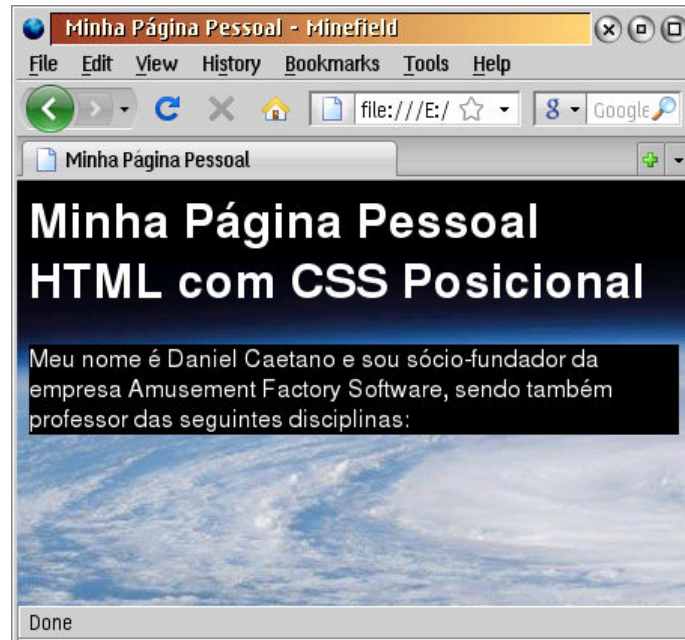 Minha Página Pessoal - Minefield
File Edit View History Bookmarks Tools Help
file:///E:/ 8 Google
Minha Página Pessoal
Minha Página Pessoal
HTML com CSS Posicional
Meu nome é Daniel Caetano e sou sócio-fundador da
empresa Amusement Factory Software, sendo também
professor das seguintes disciplinas:
Done